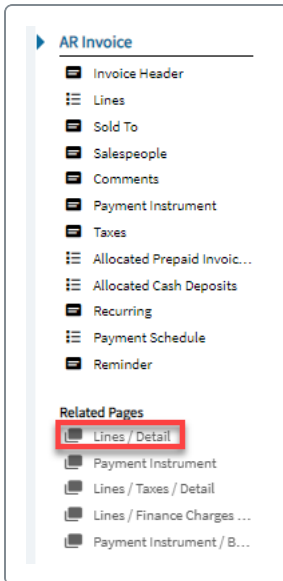 AR Invoice
Invoice Header
Lines
Sold To
Salespeople
Comments
Payment Instrument
Taxes
Allocated Prepaid Invoic...
Allocated Cash Deposits
Recurring
Payment Schedule
Reminder
Related Pages
Lines / Detail
Payment Instrument
Lines / Taxes / Detail
Lines / Finance Charges ...
Payment Instrument / B...